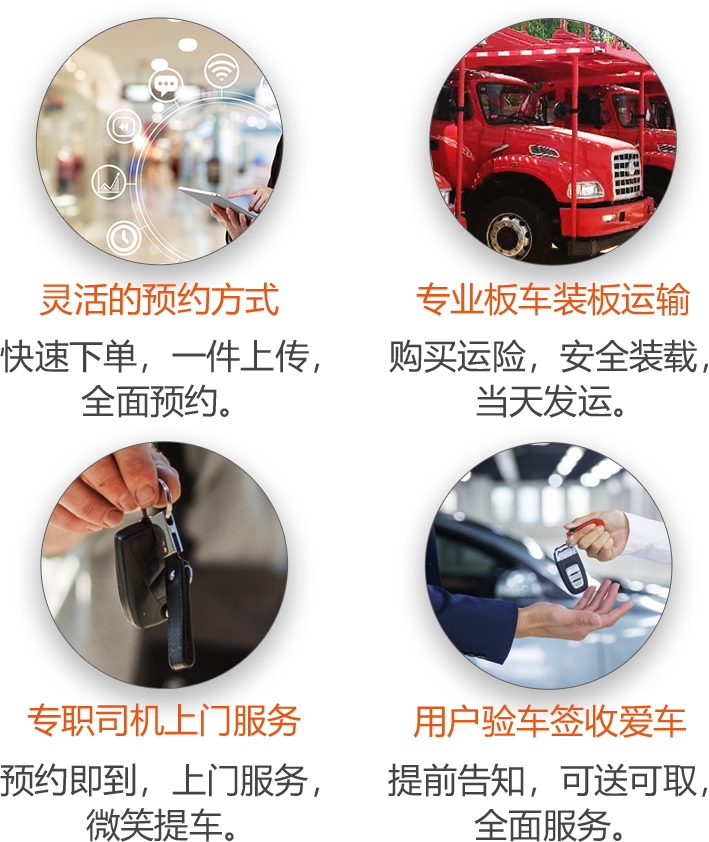 灵活的预约方式
快速下单，一件上传，
全面预约。
专业板车装板运输
购买运险，安全装载，
当天发运。
专职司机上门服务
预约即到，上门服务，
微笑提车。
用户验车签收爱车
提前告知，可送可取，
全面服务。